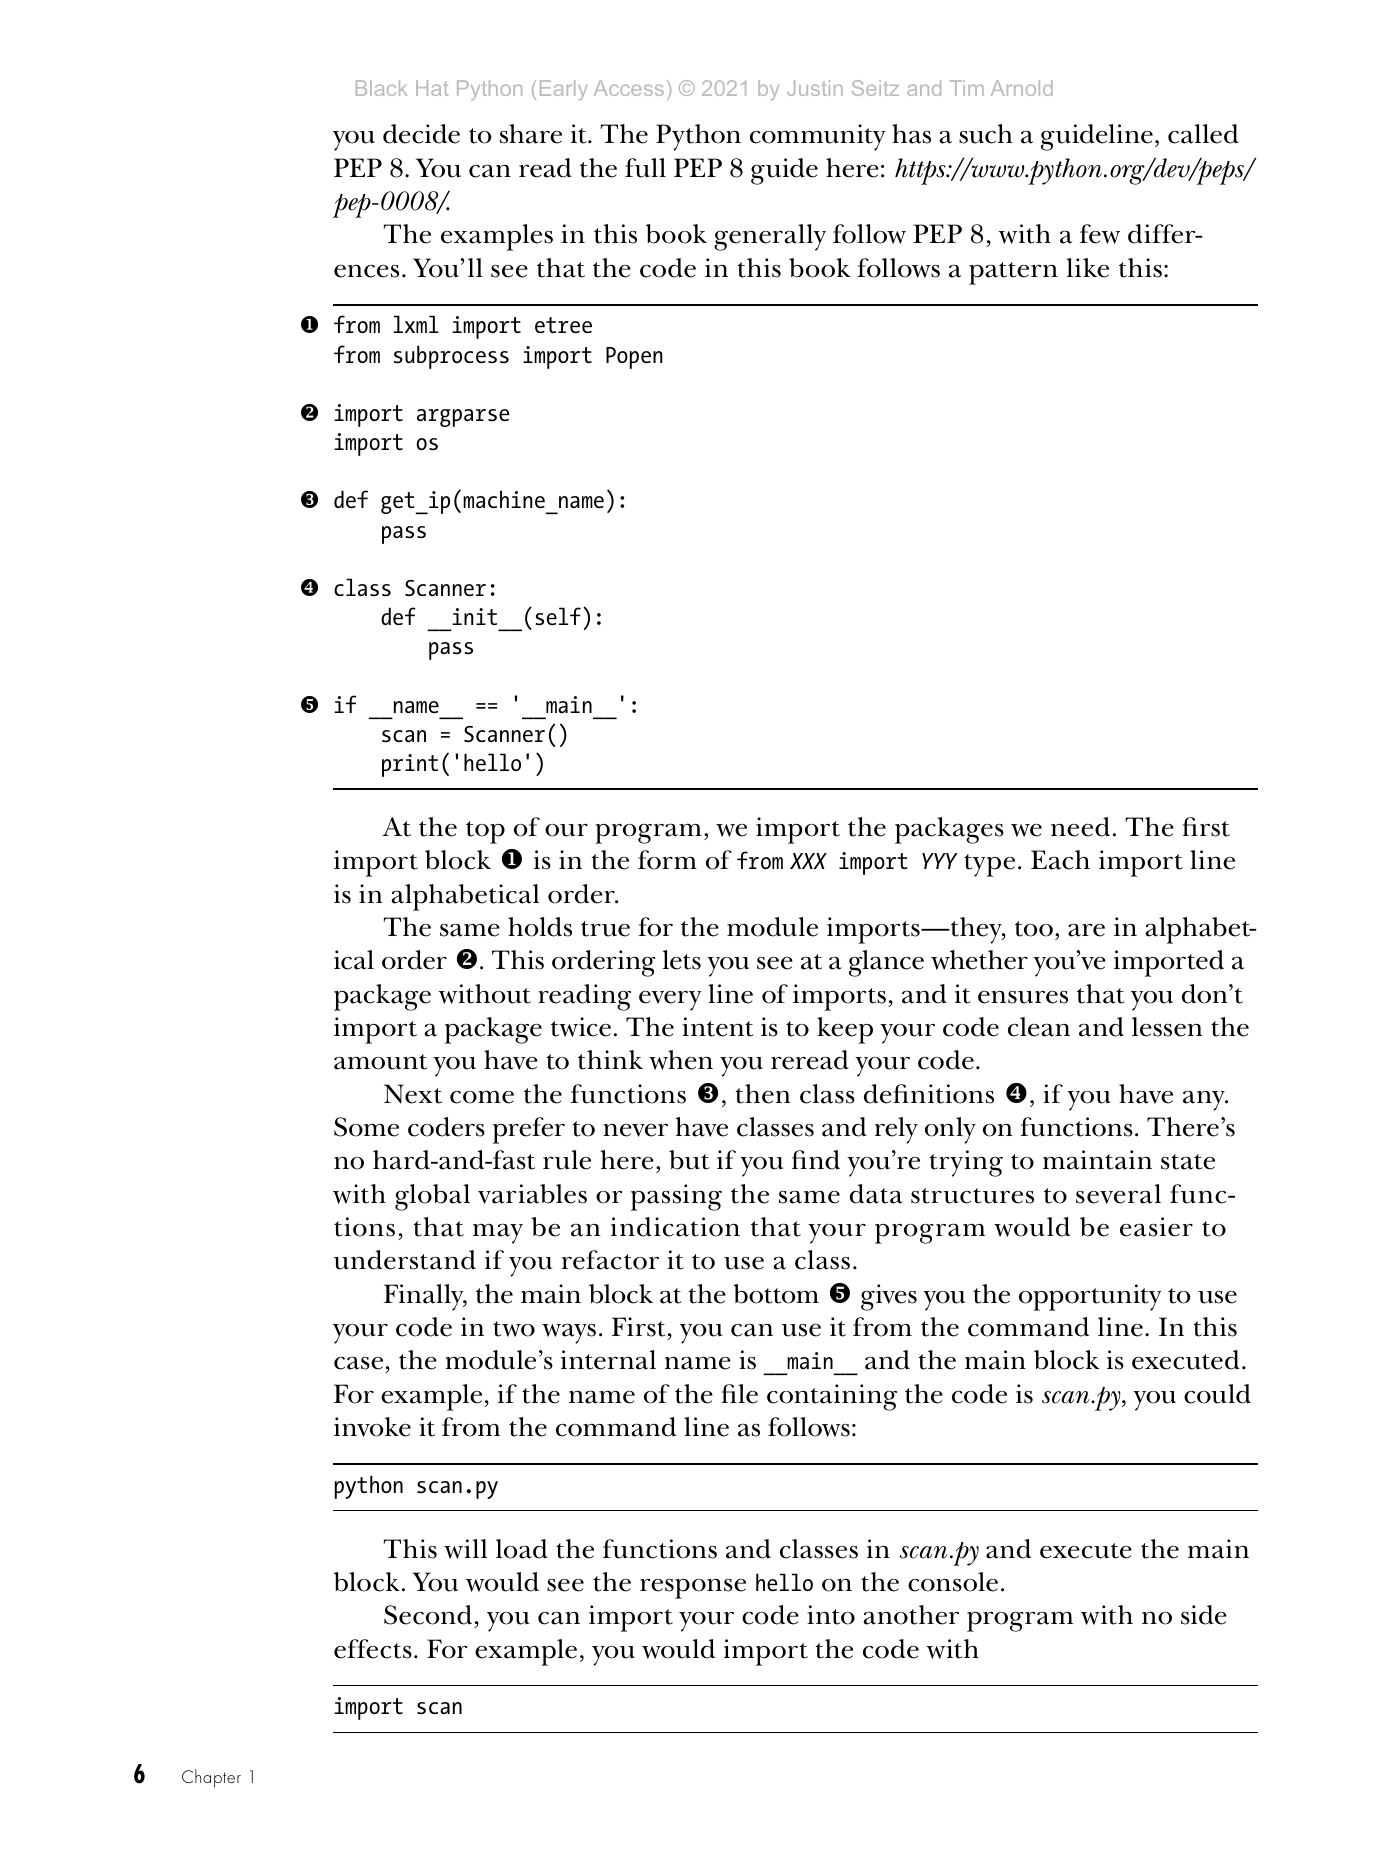 Black Hat Python (Early Access) © 2021 by Justin Seitz and Tim Arnold
you decide to share it. The Python community has a such a guideline, called
PEP 8. You can read the full PEP 8 guide here: https://www.python.org/dev/peps/
pep-0008/.
The examples in this book generally follow PEP 8, with a few differ-
ences. You’ll see that the code in this book follows a pattern like this:
❶ from lxml import etree
from subprocess import Popen
❷ import argparse
import os
❸ def get_ip(machine_name):
pass
❹ class Scanner:
def __init__(self):
pass
❺ if __name__ == '__main__':
scan = Scanner()
print('hello')
At the top of our program, we import the packages we need. The first
import block ❶ is in the form of from XXX import YYY type. Each import line
is in alphabetical order.
The same holds true for the module imports—they, too, are in alphabet-
ical order ❷. This ordering lets you see at a glance whether you’ve imported a
package without reading every line of imports, and it ensures that you don’t
import a package twice. The intent is to keep your code clean and lessen the
amount you have to think when you reread your code.
Next come the functions ❸, then class definitions ❹, if you have any.
Some coders prefer to never have classes and rely only on functions. There’s
no hard-and-fast rule here, but if you find you’re trying to maintain state
with global variables or passing the same data structures to several func-
tions, that may be an indication that your program would be easier to
understand if you refactor it to use a class.
Finally, the main block at the bottom ❺ gives you the opportunity to use
your code in two ways. First, you can use it from the command line. In this
case, the module’s internal name is __main__ and the main block is executed.
For example, if the name of the file containing the code is scan.py, you could
invoke it from the command line as follows:
python scan.py
This will load the functions and classes in scan.py and execute the main
block. You would see the response hello on the console.
Second, you can import your code into another program with no side
effects. For example, you would import the code with
import scan
6 Chapter 1